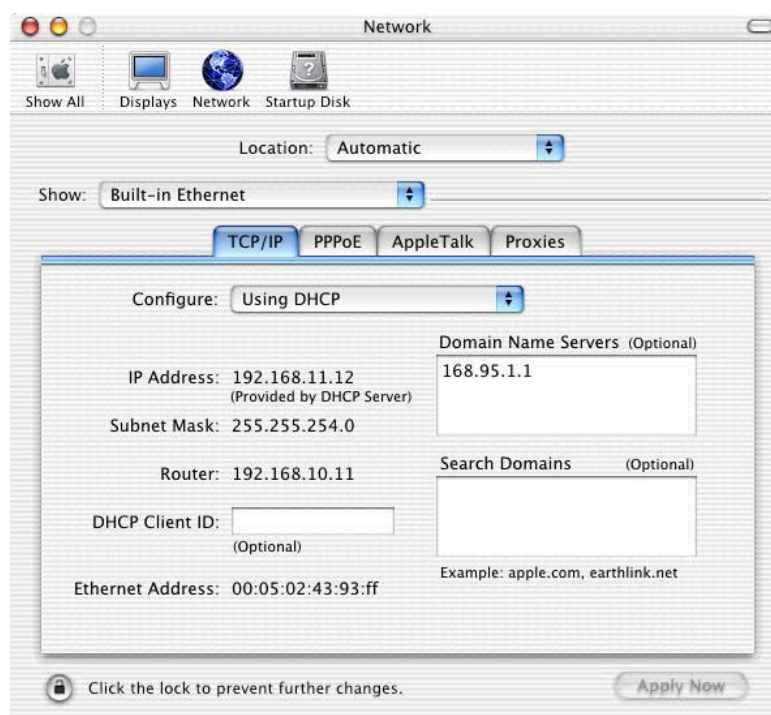 Network
Show All
Displays
Network
Startup Disk
Location: Automatic
Show: Built-in Ethernet
TCP/IP
PPPoE
AppleTalk
Proxies
Configure: Using DHCP
Domain Name Servers (Optional)
168.95.1.1
IP Address: 192.168.11.12
(Provided by DHCP Server)
Subnet Mask: 255.255.254.0
Router: 192.168.10.11
Search Domains (Optional)
DHCP Client ID:
(Optional)
Example: apple.com, earthlink.net
Ethernet Address: 00:05:02:43:93:ff
Click the lock to prevent further changes.
Apply Now